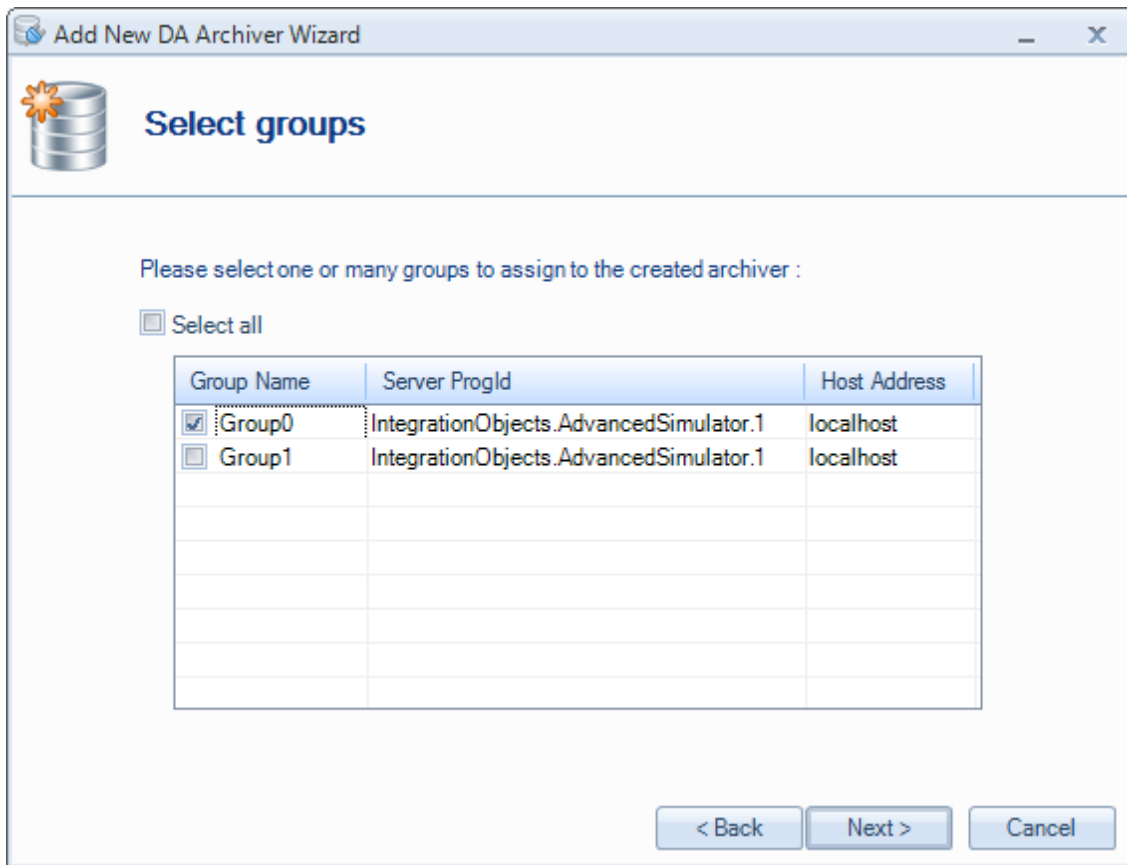 Add New DA Archiver Wizard
Select groups
Please select one or many groups to assign to the created archiver :
Select all
Group Name Server ProgId Host Address
Group0 IntegrationObjects.AdvancedSimulator.1 localhost
Group1 IntegrationObjects.AdvancedSimulator.1 localhost
< Back Next > Cancel